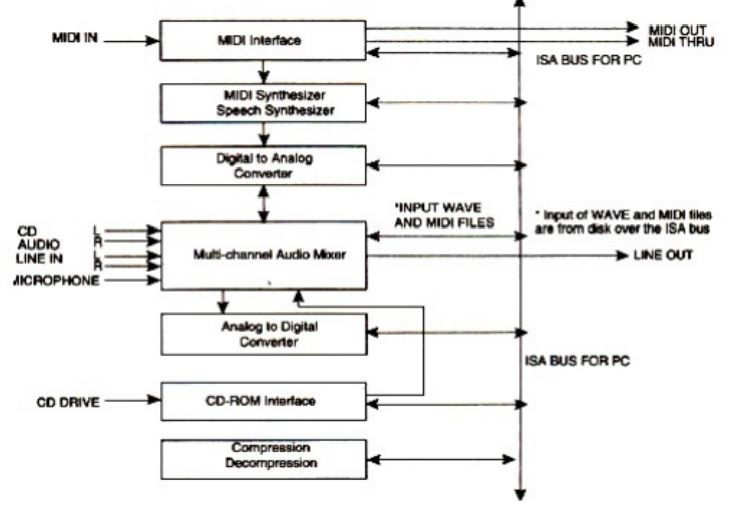 MIDI IN
MIDI Interface
MIDI OUT
MIDI THRU
ISA BUS FOR PC
MIDI Synthesizer
Speech Synthesizer
Digital to Analog
Converter
*INPUT WAVE
AND MIDI FILES
* Input of WAVE and MIDI files
are from disk over the ISA bus
CD
AUDIO
LINE IN
L
R
L
R
MICROPHONE
Multi-channel Audio Mixer
LINE OUT
Analog to Digital
Converter
ISA BUS FOR PC
CD DRIVE
CD-ROM Interface
Compression
Decompression